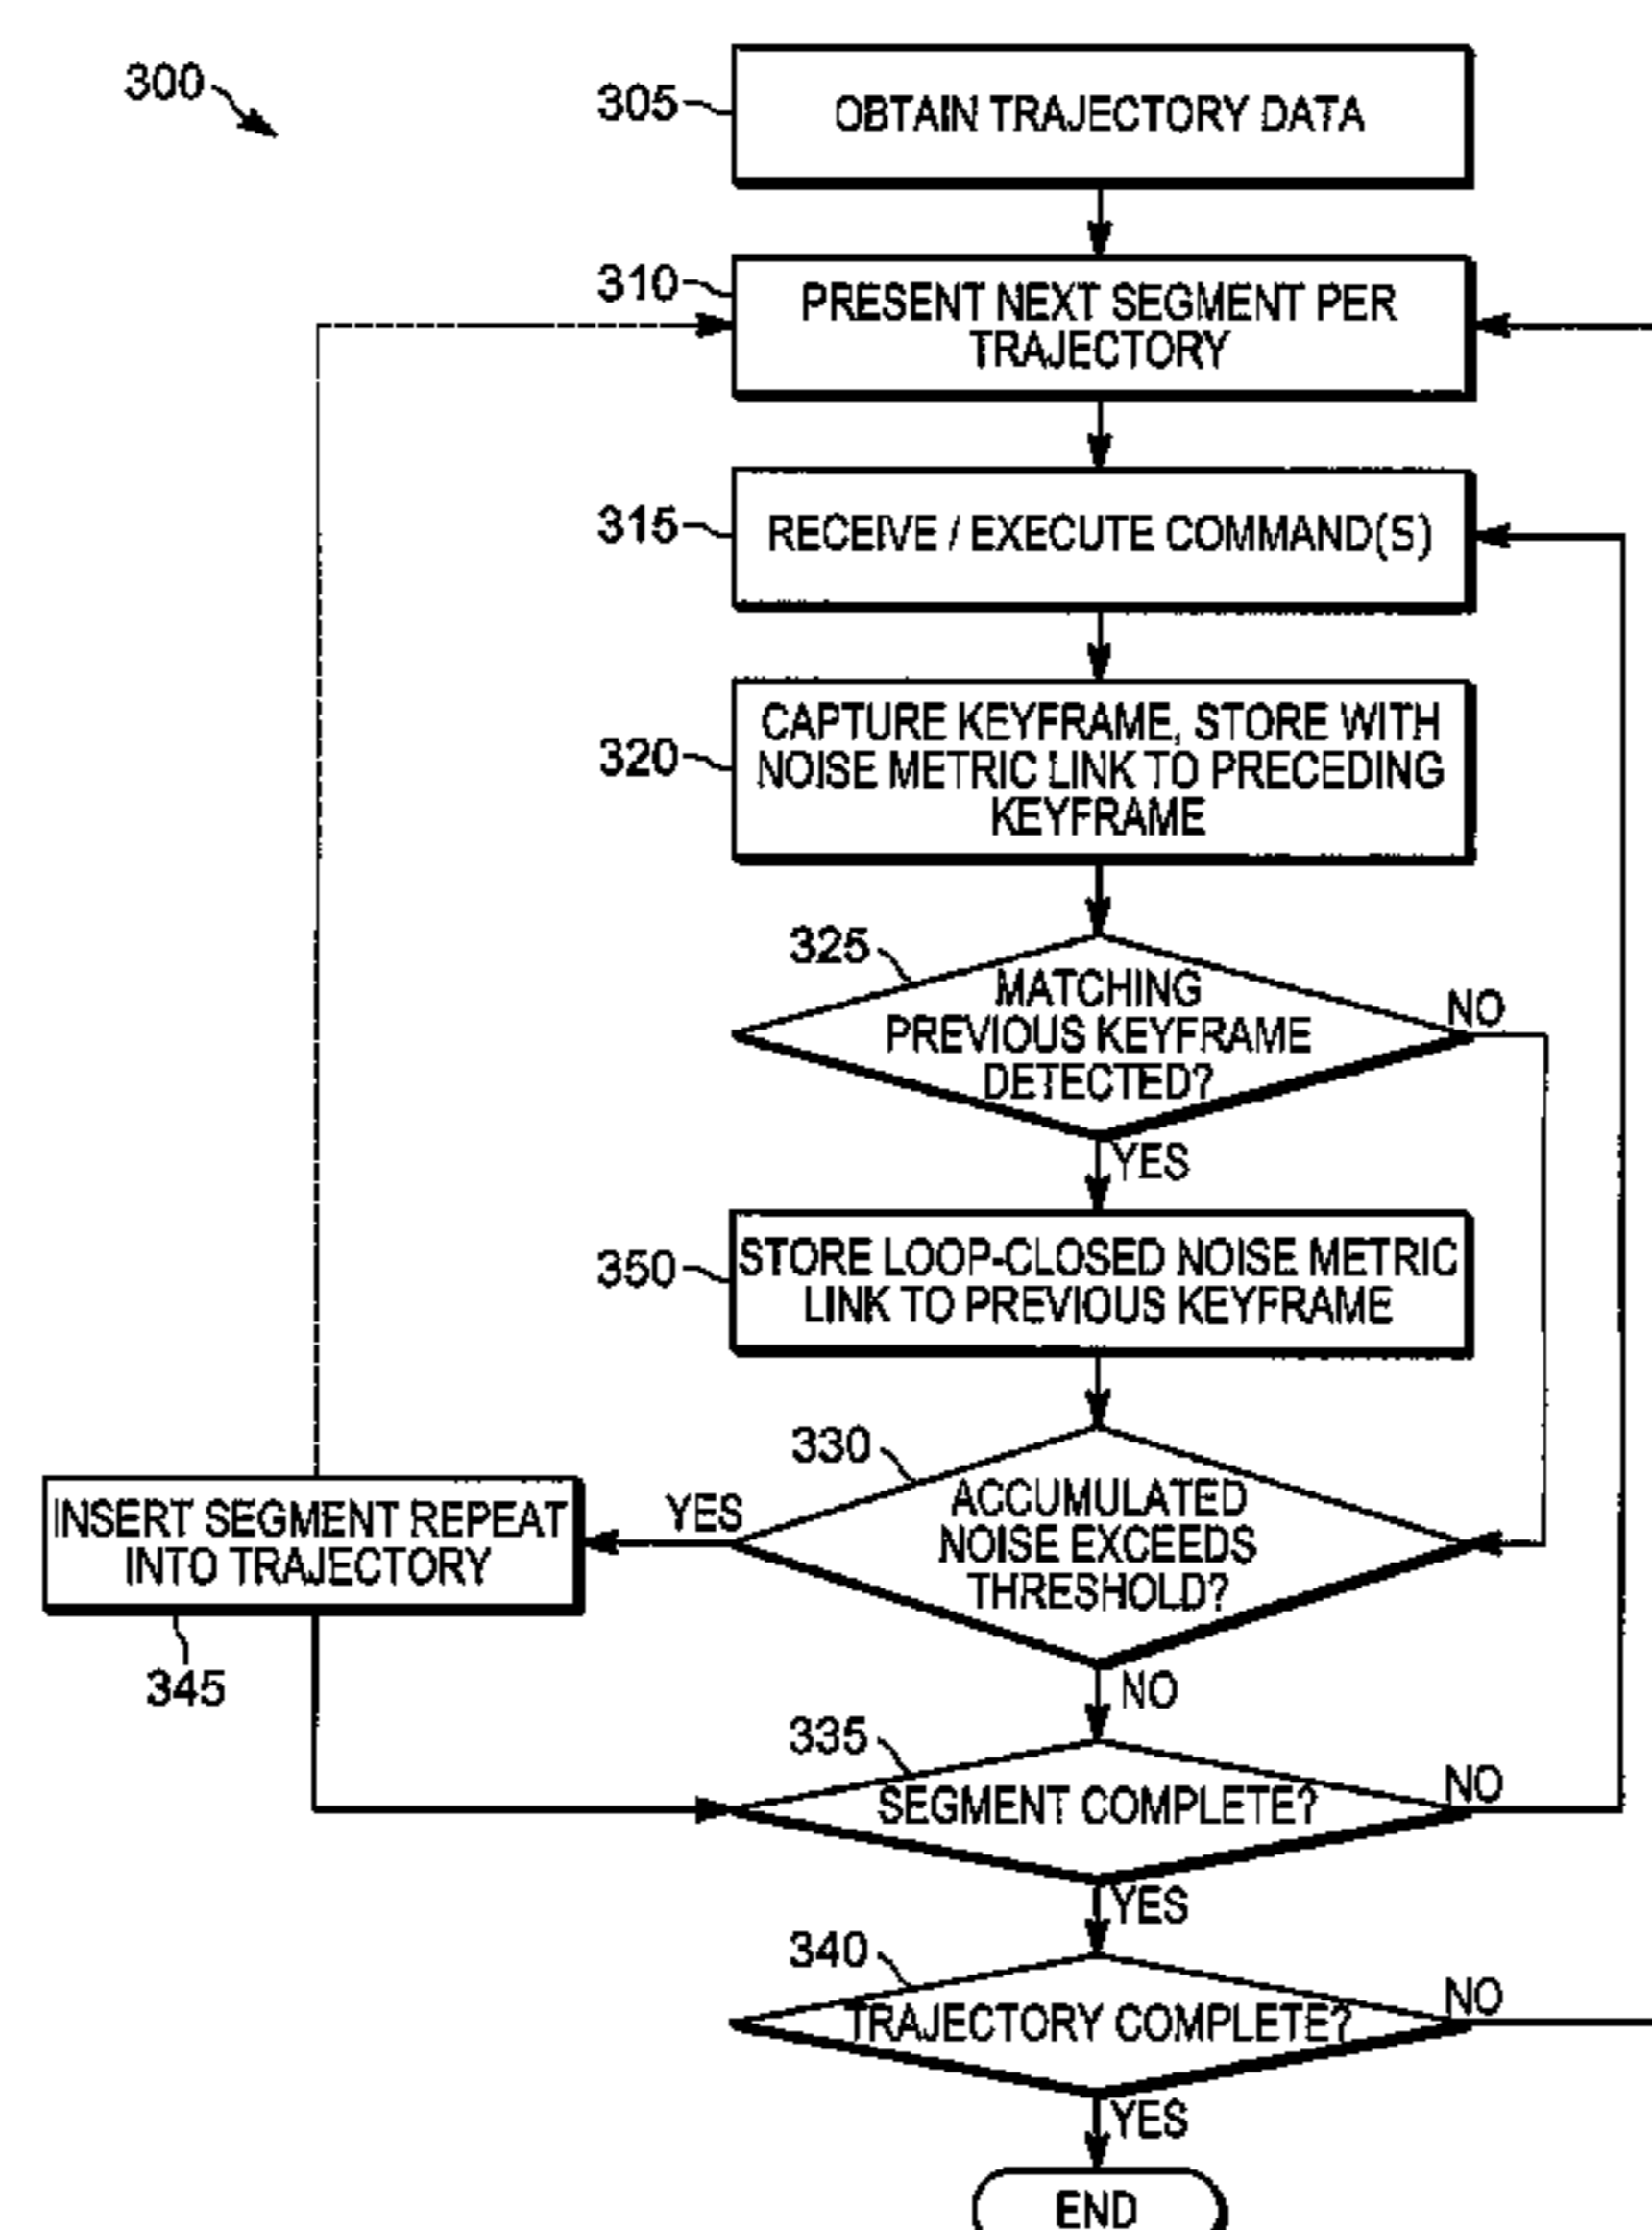 300
305
OBTAIN TRAJECTORY DATA
310
PRESENT NEXT SEGMENT PER
TRAJECTORY
315
RECEIVE / EXECUTE COMMAND(S)
320
CAPTURE KEYFRAME, STORE WITH
NOISE METRIC LINK TO PRECEDING
KEYFRAME
325
MATCHING
PREVIOUS KEYFRAME
DETECTED?
NO
YES
350
STORE LOOP-CLOSED NOISE METRIC
LINK TO PREVIOUS KEYFRAME
330
ACCUMULATED
NOISE EXCEEDS
THRESHOLD?
YES
INSERT SEGMENT REPEAT
INTO TRAJECTORY
345
NO
335
SEGMENT COMPLETE?
NO
YES
340
TRAJECTORY COMPLETE?
NO
YES
END